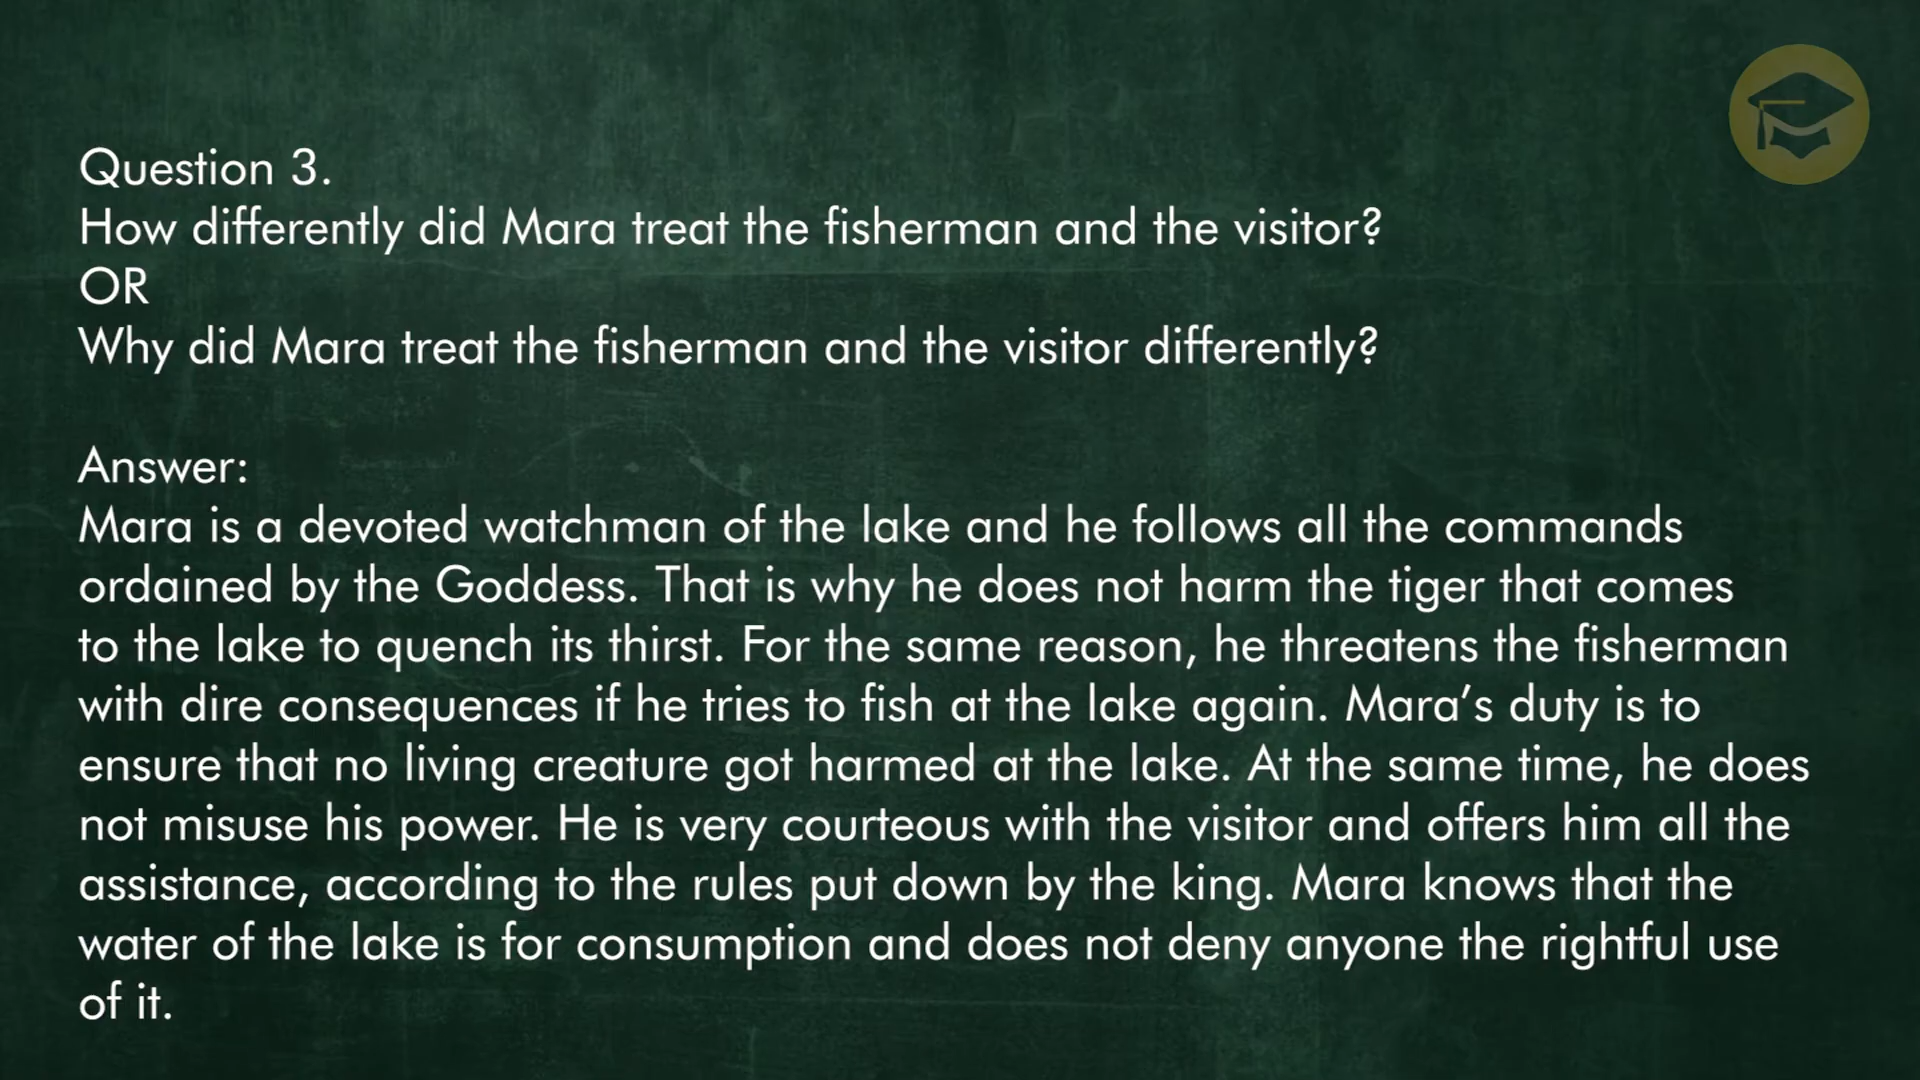 Question 3.
How differently did Mara treat the fisherman and the visitor?
OR
Why did Mara treat the fisherman and the visitor differently?
Answer:
Mara is a devoted watchman of the lake and he follows all the commands
ordained by the Goddess. That is why he does not harm the tiger that comes
to the lake to quench its thirst. For the same reason, he threatens the fisherman
with dire consequences if he tries to fish at the lake again. Mara’s duty is to
ensure that no living creature got harmed at the lake. At the same time, he does
not misuse his power. He is very courteous with the visitor and offers him all the
assistance, according to the rules put down by the king. Mara knows that the
water of the lake is for consumption and does not deny anyone the rightful use
of it.